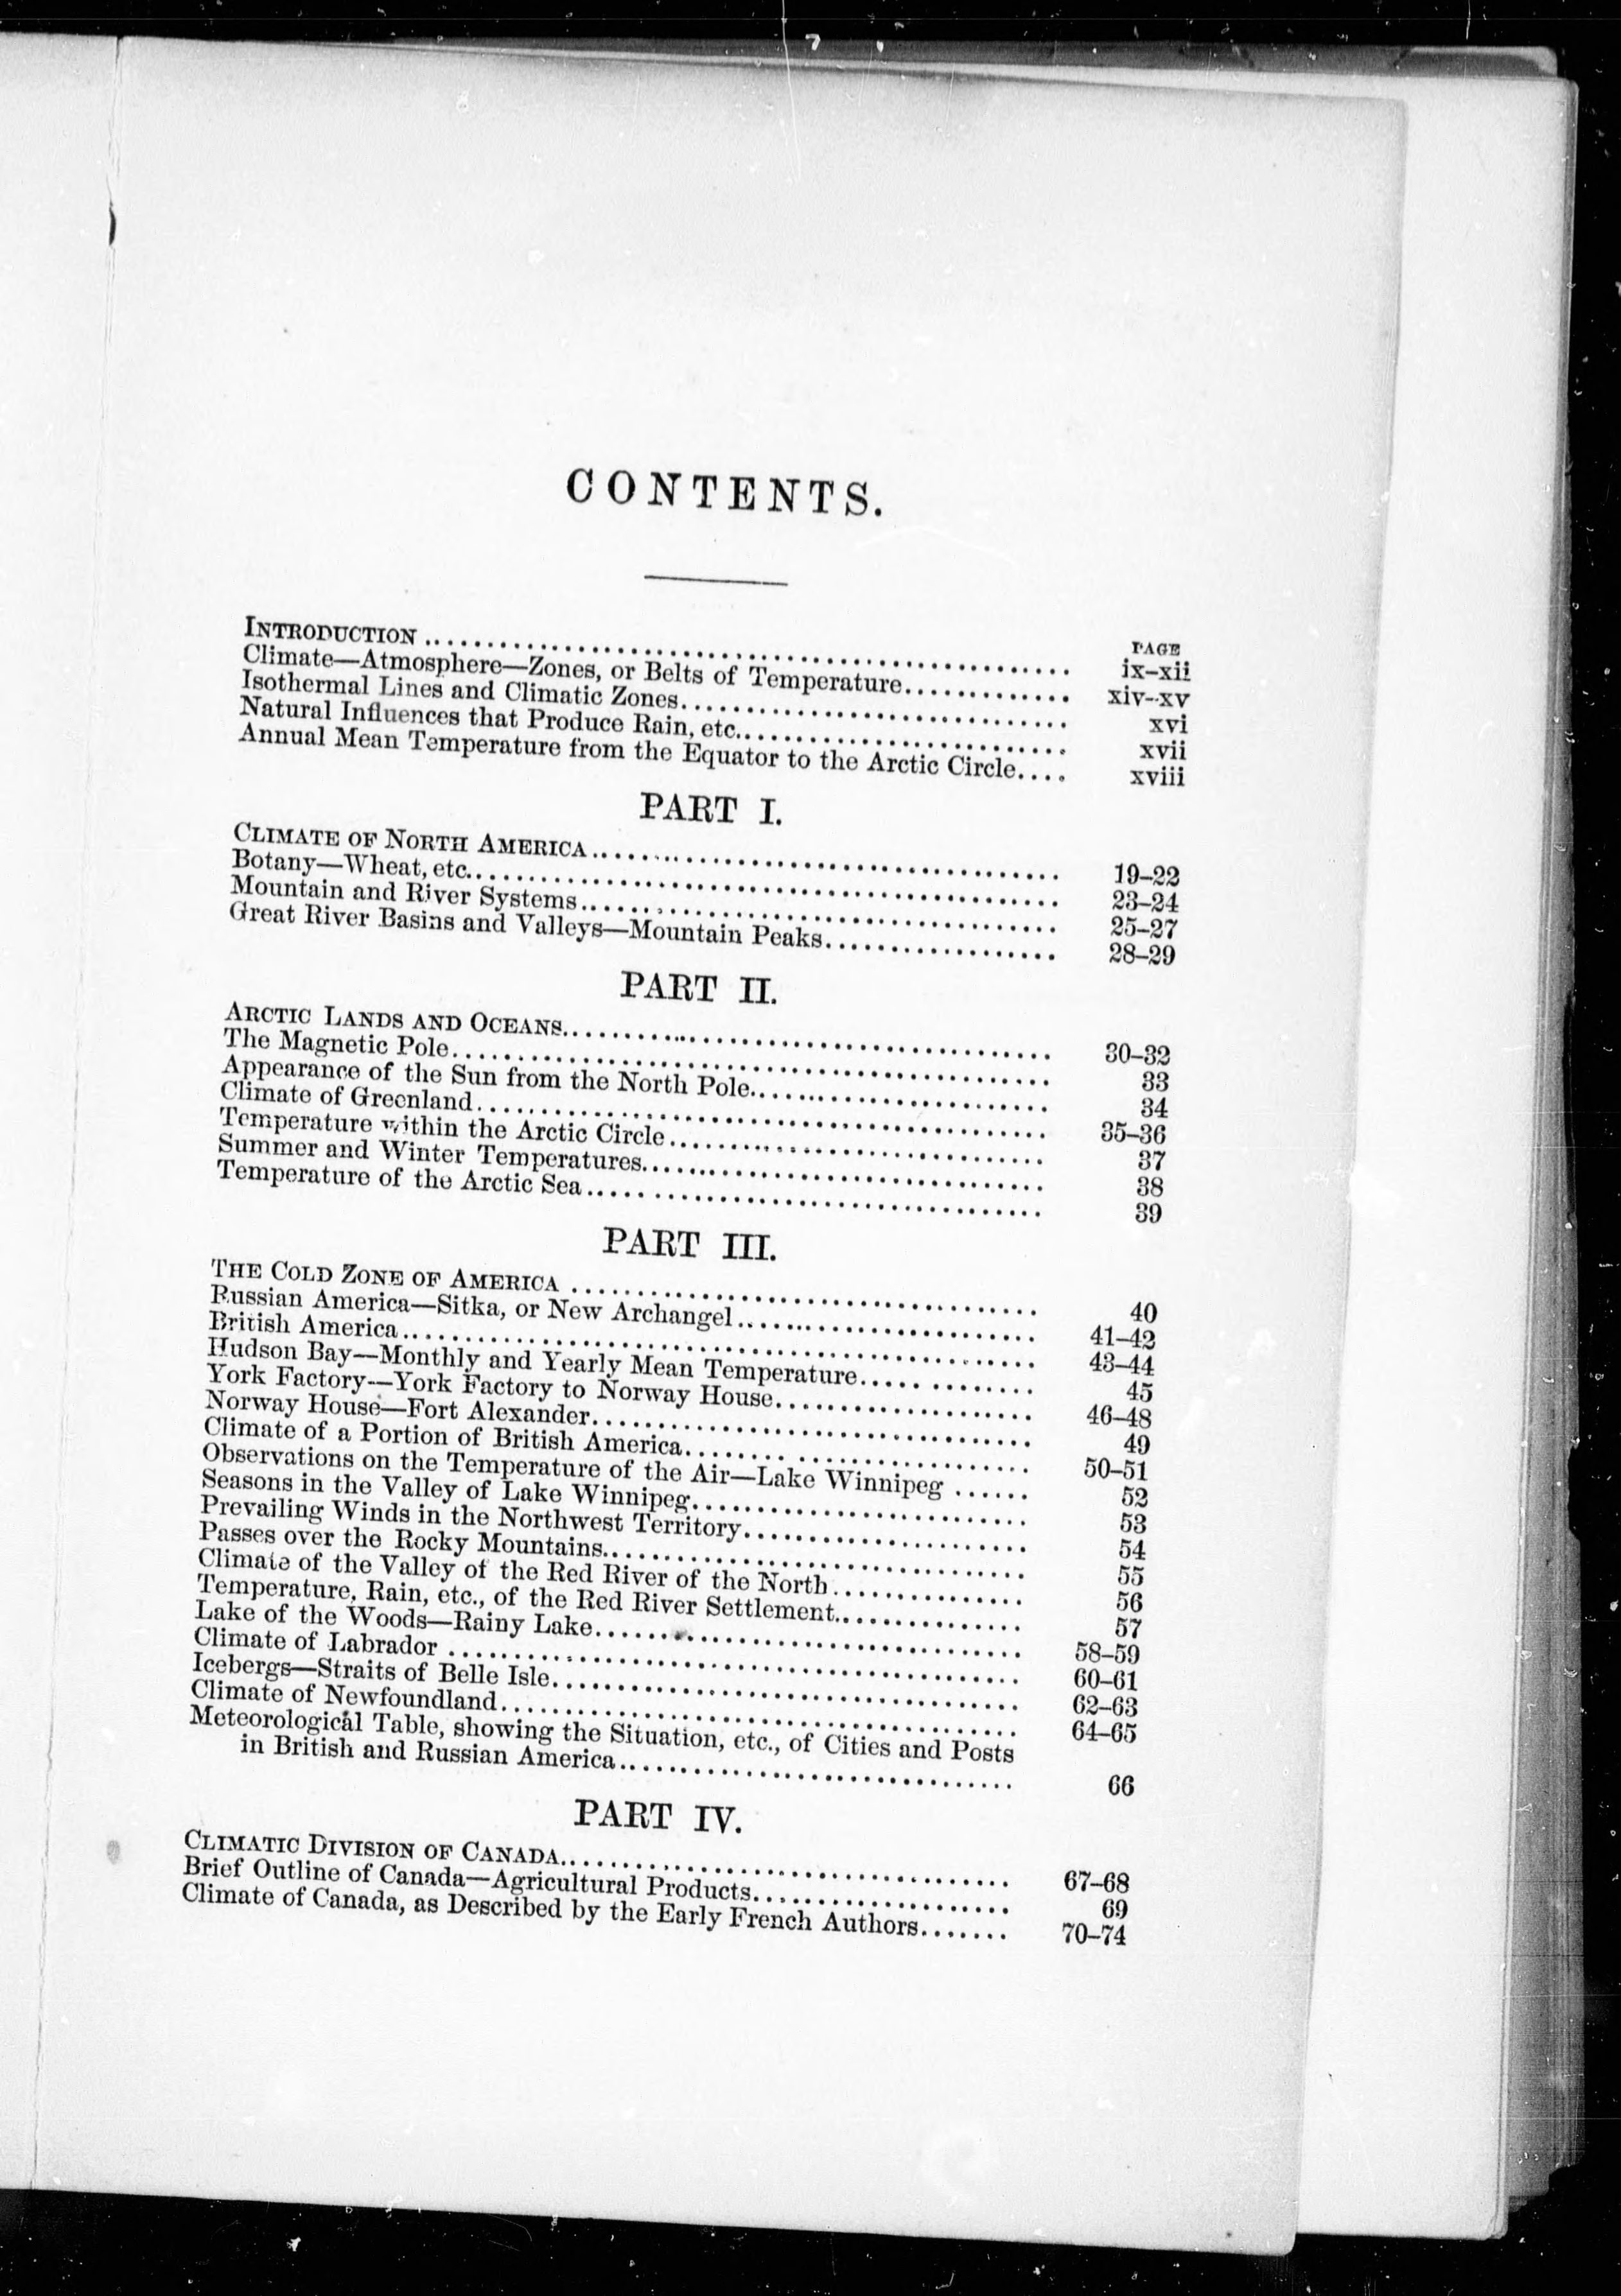 CONTENTS.
PAGE
INTRODUCTION ........ ix–xii
Climate—Atmosphere—Zones, or Belts of Temperature........ xiv–xv
Isothermal Lines and Climatic Zones........ xvi
Natural Influences that Produce Rain, etc........ xvii
Annual Mean Temperature from the Equator to the Arctic Circle.... xviii
PART I.
CLIMATE OF NORTH AMERICA........ 19–22
Botany—Wheat, etc........ 23–24
Mountain and River Systems........ 25–27
Great River Basins and Valleys—Mountain Peaks........ 28–29
PART II.
ARCTIC LANDS AND OCEANS........ 30–32
The Magnetic Pole........ 33
Appearance of the Sun from the North Pole........ 34
Climate of Greenland........ 35–36
Temperature within the Arctic Circle........ 37
Summer and Winter Temperatures........ 38
Temperature of the Arctic Sea........ 39
PART III.
THE COLD ZONE OF AMERICA ........ 40
Russian America—Sitka, or New Archangel........ 41–42
British America........ 43–44
Hudson Bay—Monthly and Yearly Mean Temperature........ 45
York Factory—York Factory to Norway House........ 46–48
Norway House—Fort Alexander........ 49
Climate of a Portion of British America........ 50–51
Observations on the Temperature of the Air—Lake Winnipeg ...... 52
Seasons in the Valley of Lake Winnipeg........ 53
Prevailing Winds in the Northwest Territory........ 54
Passes over the Rocky Mountains........ 55
Climate of the Valley of the Red River of the North........ 56
Temperature, Rain, etc., of the Red River Settlement........ 57
Lake of the Woods—Rainy Lake........ 58–59
Climate of Labrador ........ 60–61
Icebergs—Straits of Belle Isle........ 62–63
Climate of Newfoundland........ 64–65
Meteorological Table, showing the Situation, etc., of Cities and Posts
in British and Russian America........ 66
PART IV.
CLIMATIC DIVISION OF CANADA........ 67–68
Brief Outline of Canada—Agricultural Products........ 69
Climate of Canada, as Described by the Early French Authors....... 70–74